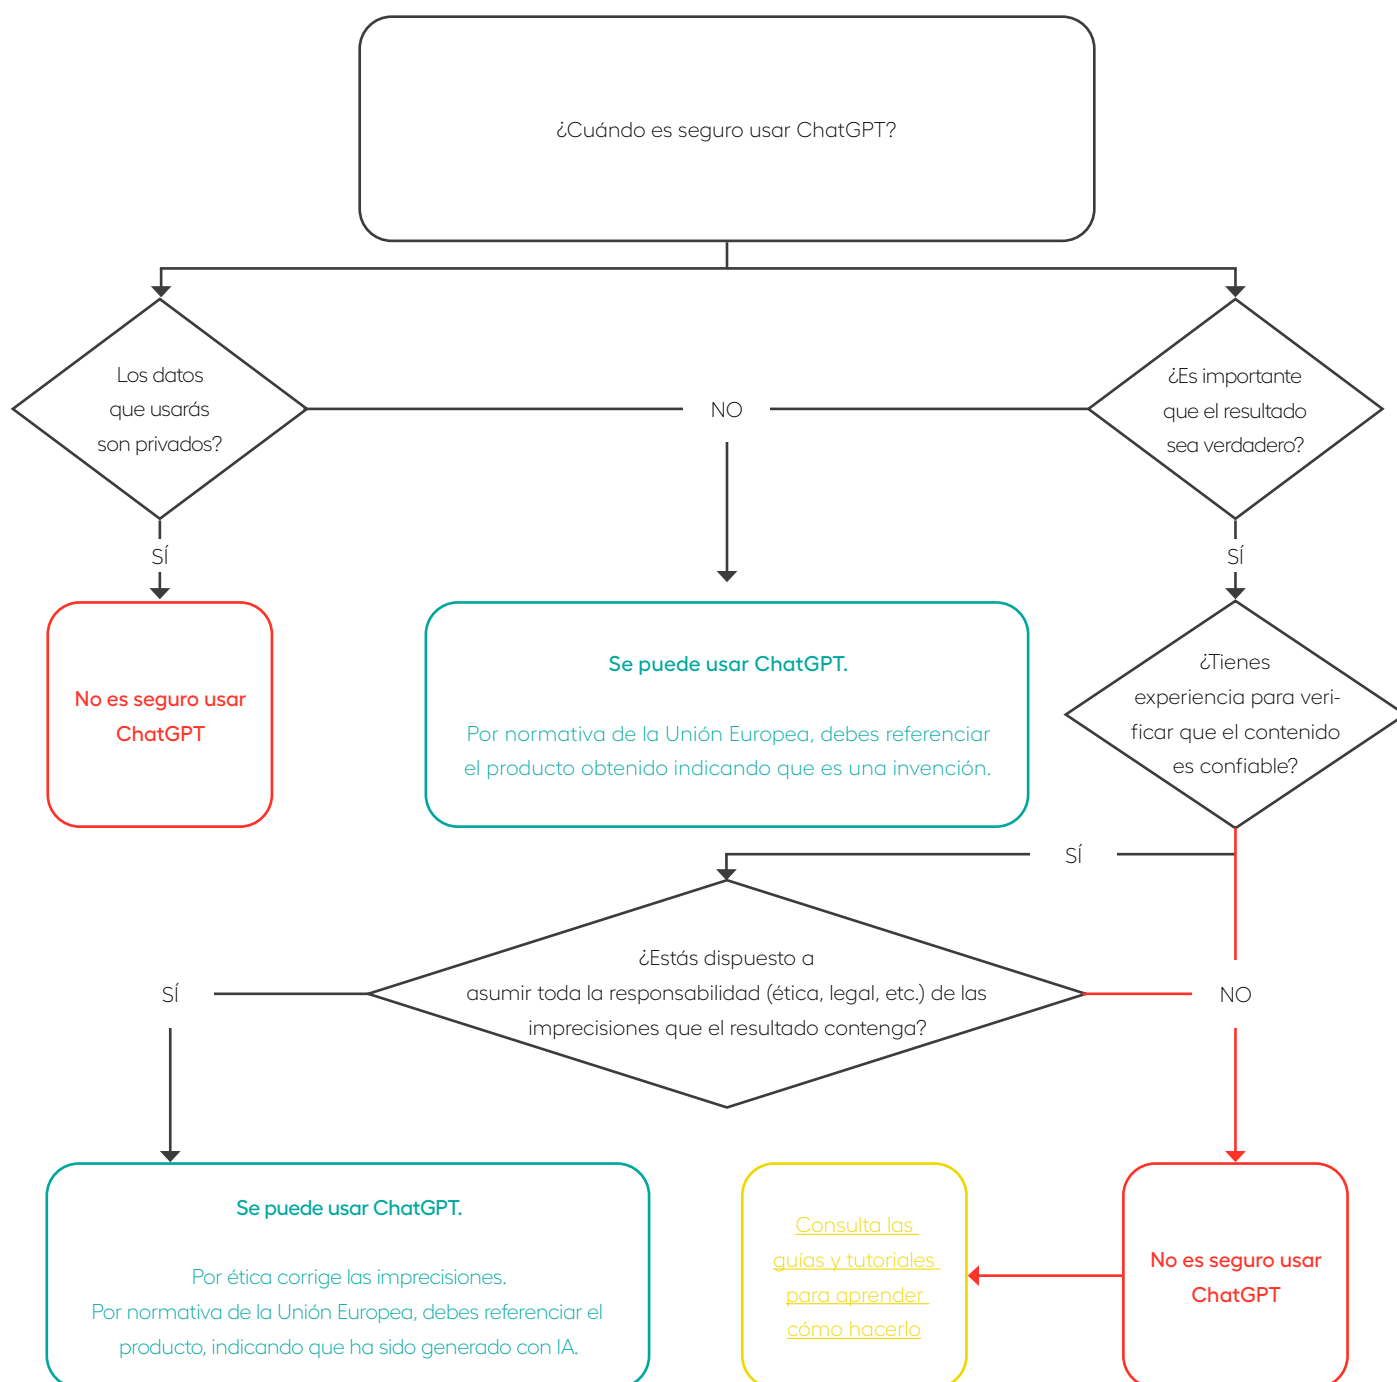 ¿Cuándo es seguro usar ChatGPT?
Los datos
que usarás
son privados?
NO
¿Es importante
que el resultado
sea verdadero?
SÍ
SÍ
No es seguro usar
ChatGPT
Se puede usar ChatGPT.
Por normativa de la Unión Europea, debes referenciar
el producto obtenido indicando que es una invención.
¿Tienes
experiencia para veri-
ficar que el contenido
es confiable?
SÍ
¿Estás dispuesto a
asumir toda la responsabilidad (ética, legal, etc.) de las
imprecisiones que el resultado contenga?
SÍ
NO
Se puede usar ChatGPT.
Por ética corrige las imprecisiones.
Por normativa de la Unión Europea, debes referenciar el
producto, indicando que ha sido generado con IA.
Consulta las
guías y tutoriales
para aprender
cómo hacerlo
No es seguro usar
ChatGPT